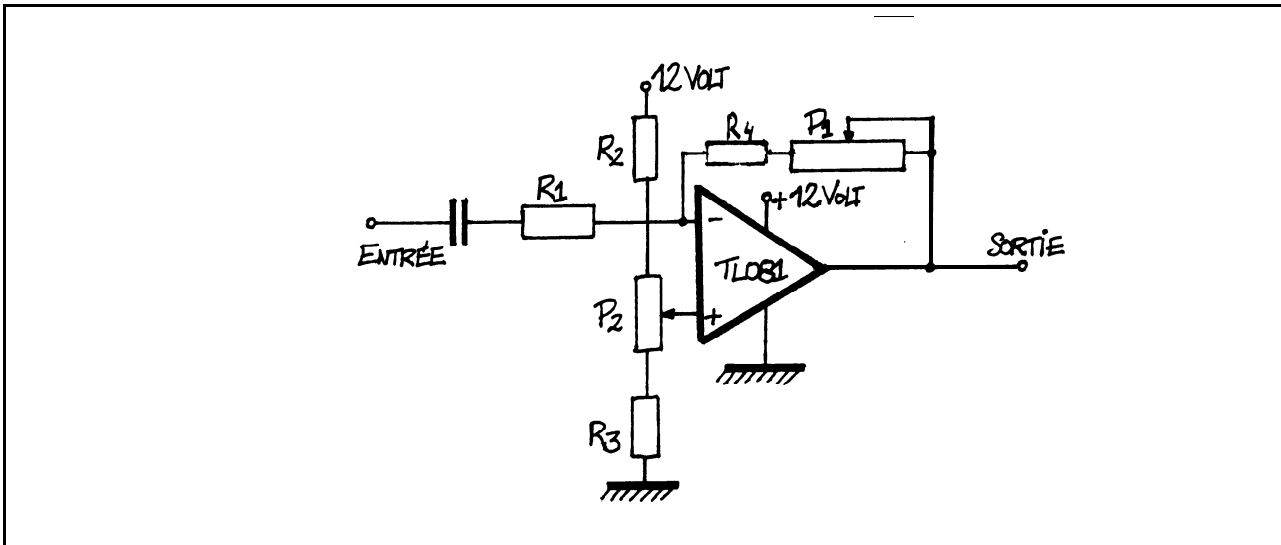 12 VOLT
R4
P1
R2
R1
+12 VOLT
-
ENTRÉE
TL081
SORTIE
P2
+
R3